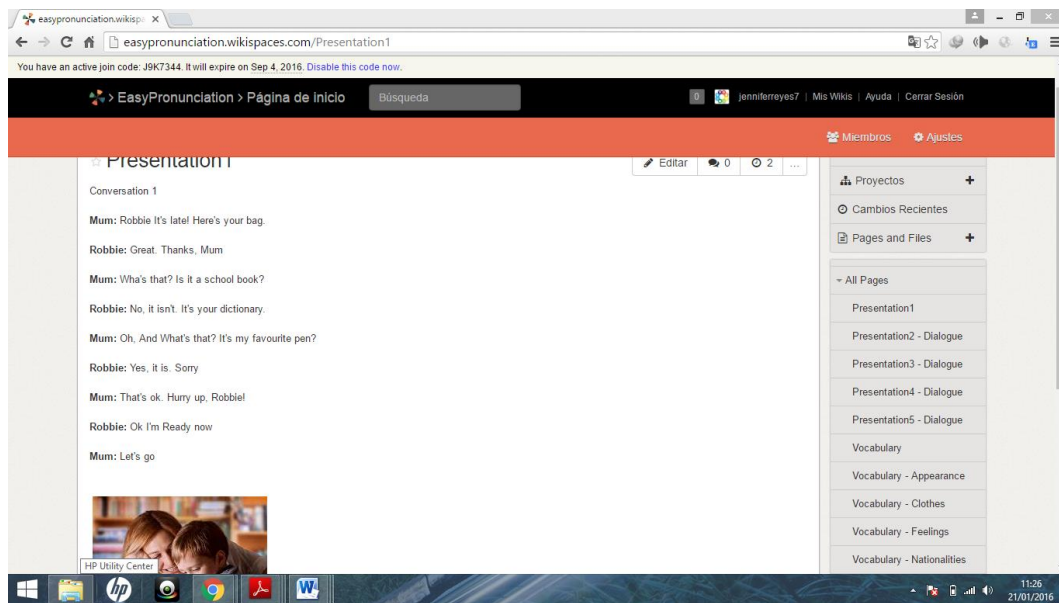 easypronunciation.wikispa
easypronunciation.wikispaces.com/Presentation1
You have an active join code: J9K7344. It will expire on Sep 4, 2016. Disable this code now.
> EasyPronunciation > Página de inicio
Búsqueda
0
jenniferreyes7 | Mis Wikis | Ayuda | Cerrar Sesión
Miembros
Ajustes
Presentation1
Editar
0
2
...
Conversation 1
Mum: Robbie It's late! Here's your bag.
Robbie: Great. Thanks, Mum
Mum: Wha's that? Is it a school book?
Robbie: No, it isn't. It's your dictionary.
Mum: Oh, And What's that? It's my favourite pen?
Robbie: Yes, it is. Sorry
Mum: That's ok. Hurry up, Robbie!
Robbie: Ok I'm Ready now
Mum: Let's go
Proyectos +
Cambios Recientes
Pages and Files +
All Pages
Presentation1
Presentation2 - Dialogue
Presentation3 - Dialogue
Presentation4 - Dialogue
Presentation5 - Dialogue
Vocabulary
Vocabulary - Appearance
Vocabulary - Clothes
Vocabulary - Feelings
Vocabulary - Nationalities
HP Utility Center
hp
W
11:26
21/01/2016